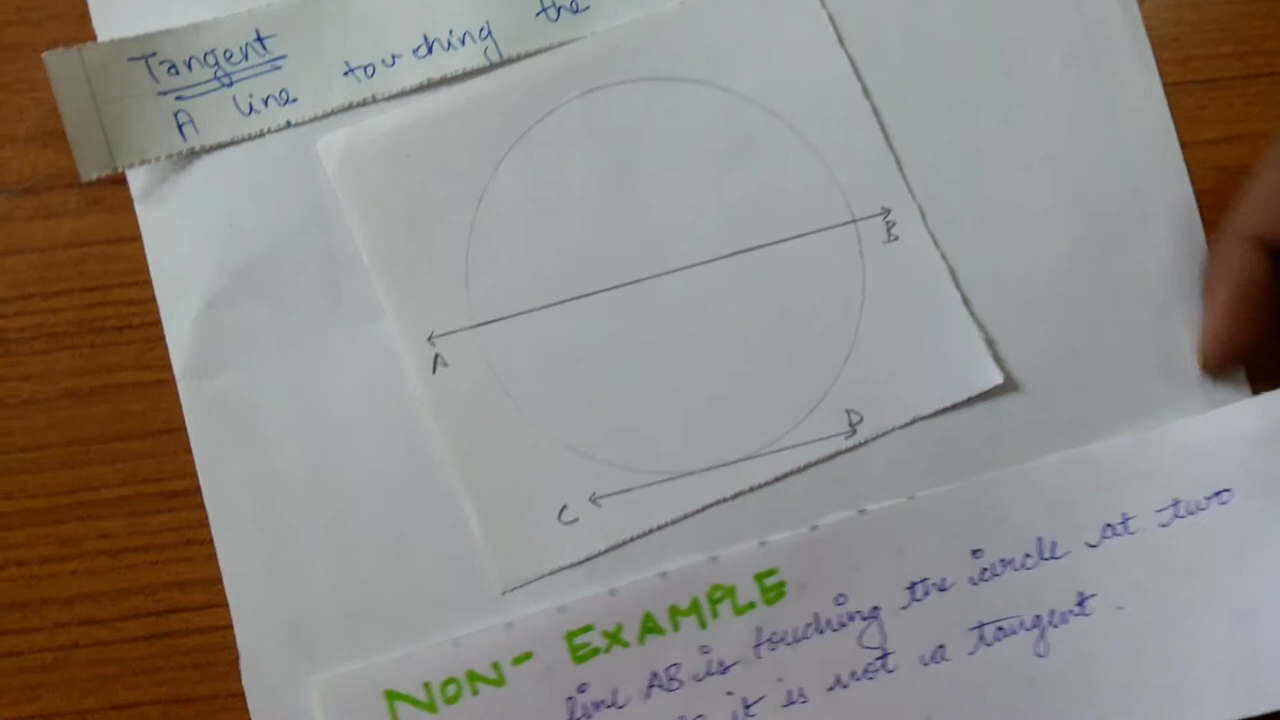 Tangent
A line touching the
B
A
D
C
NON-EXAMPLE
line AB is touching the circle at two
it is not a tangent.